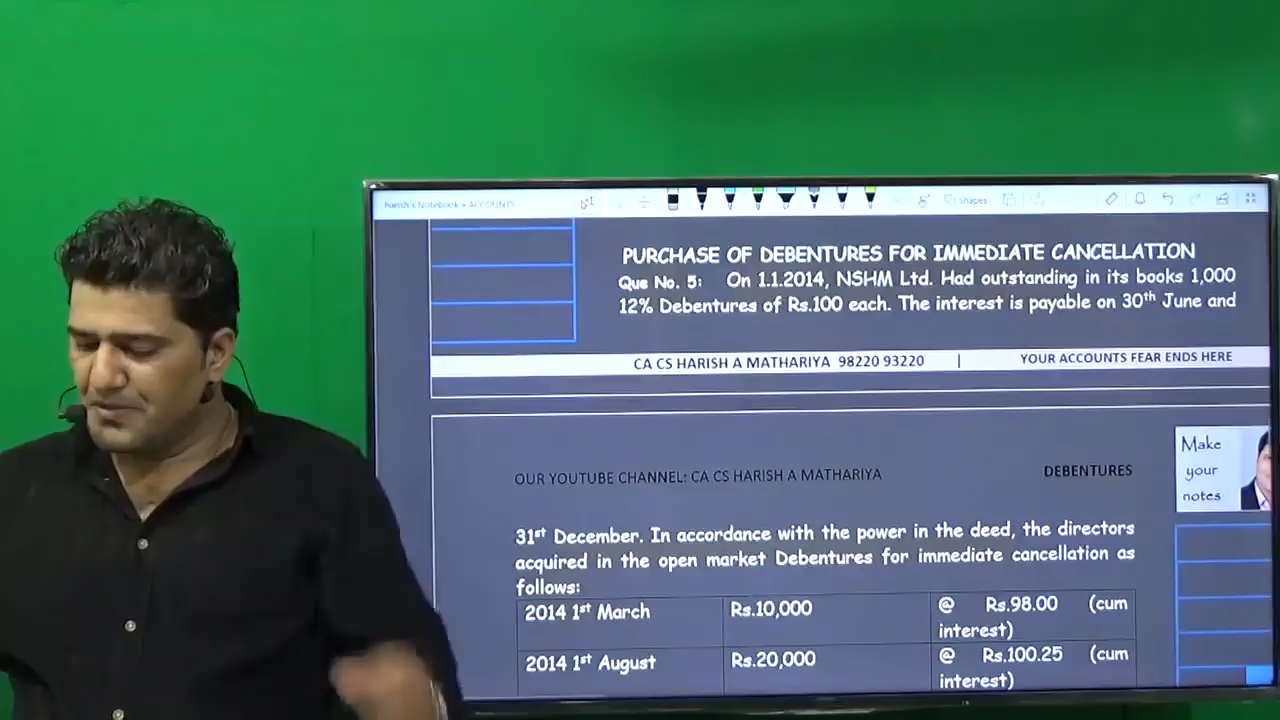 harish's Notebook • ACCOUNTS
Shapes
PURCHASE OF DEBENTURES FOR IMMEDIATE CANCELLATION
Que No. 5: On 1.1.2014, NSHM Ltd. Had outstanding in its books 1,000
12% Debentures of Rs.100 each. The interest is payable on 30th June and
CA CS HARISH A MATHARIYA 98220 93220 | YOUR ACCOUNTS FEAR ENDS HERE
OUR YOUTUBE CHANNEL: CA CS HARISH A MATHARIYA DEBENTURES
Make
your
notes
31st December. In accordance with the power in the deed, the directors
acquired in the open market Debentures for immediate cancellation as
follows:
2014 1st March Rs.10,000 @ Rs.98.00 (cum
interest)
2014 1st August Rs.20,000 @ Rs.100.25 (cum
interest)